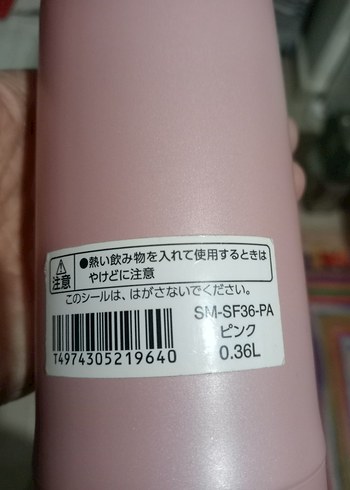 ●熱い飲み物を入れて使用するときは
やけどに注意
注意
このシールは、はがさないでください。
SM-SF36-PA
ピンク
T4974305219640
0.36L